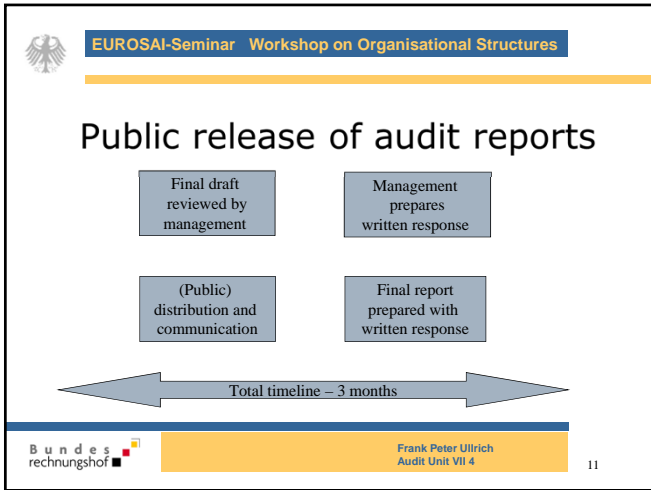 EUROSAI-Seminar Workshop on Organisational Structures
Public release of audit reports
Final draft
reviewed by
management
Management
prepares
written response
(Public)
distribution and
communication
Final report
prepared with
written response
Total timeline – 3 months
Bundes
rechnungshof
Frank Peter Ullrich
Audit Unit VII 4
11